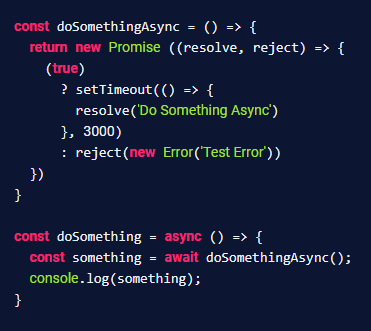 const doSomethingAsync = () => {
  return new Promise ((resolve, reject) => {
    (true)
      ? setTimeout(() => {
        resolve('Do Something Async')
      }, 3000)
      : reject(new Error('Test Error'))
  })
}

const doSomething = async () => {
  const something = await doSomethingAsync();
  console.log(something);
}